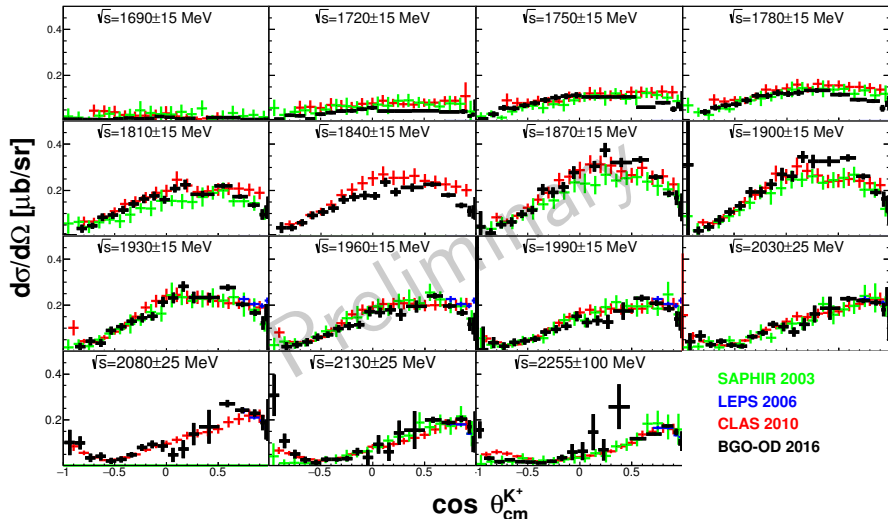 √s=1690±15 MeV √s=1720±15 MeV √s=1750±15 MeV √s=1780±15 MeV
0.4
0.2
√s=1810±15 MeV √s=1840±15 MeV √s=1870±15 MeV √s=1900±15 MeV
0.4
0.2
dσ/dΩ [μb/sr]
Preliminary
√s=1930±15 MeV √s=1960±15 MeV √s=1990±15 MeV √s=2030±25 MeV
0.4
0.2
√s=2080±25 MeV √s=2130±25 MeV √s=2255±100 MeV
0.4
0.2
SAPHIR 2003
LEPS 2006
CLAS 2010
BGO-OD 2016
-1 -0.5 0 0.5 -1 -0.5 0 0.5 -1 -0.5 0 0.5 1
cos θ_cm^K⁺